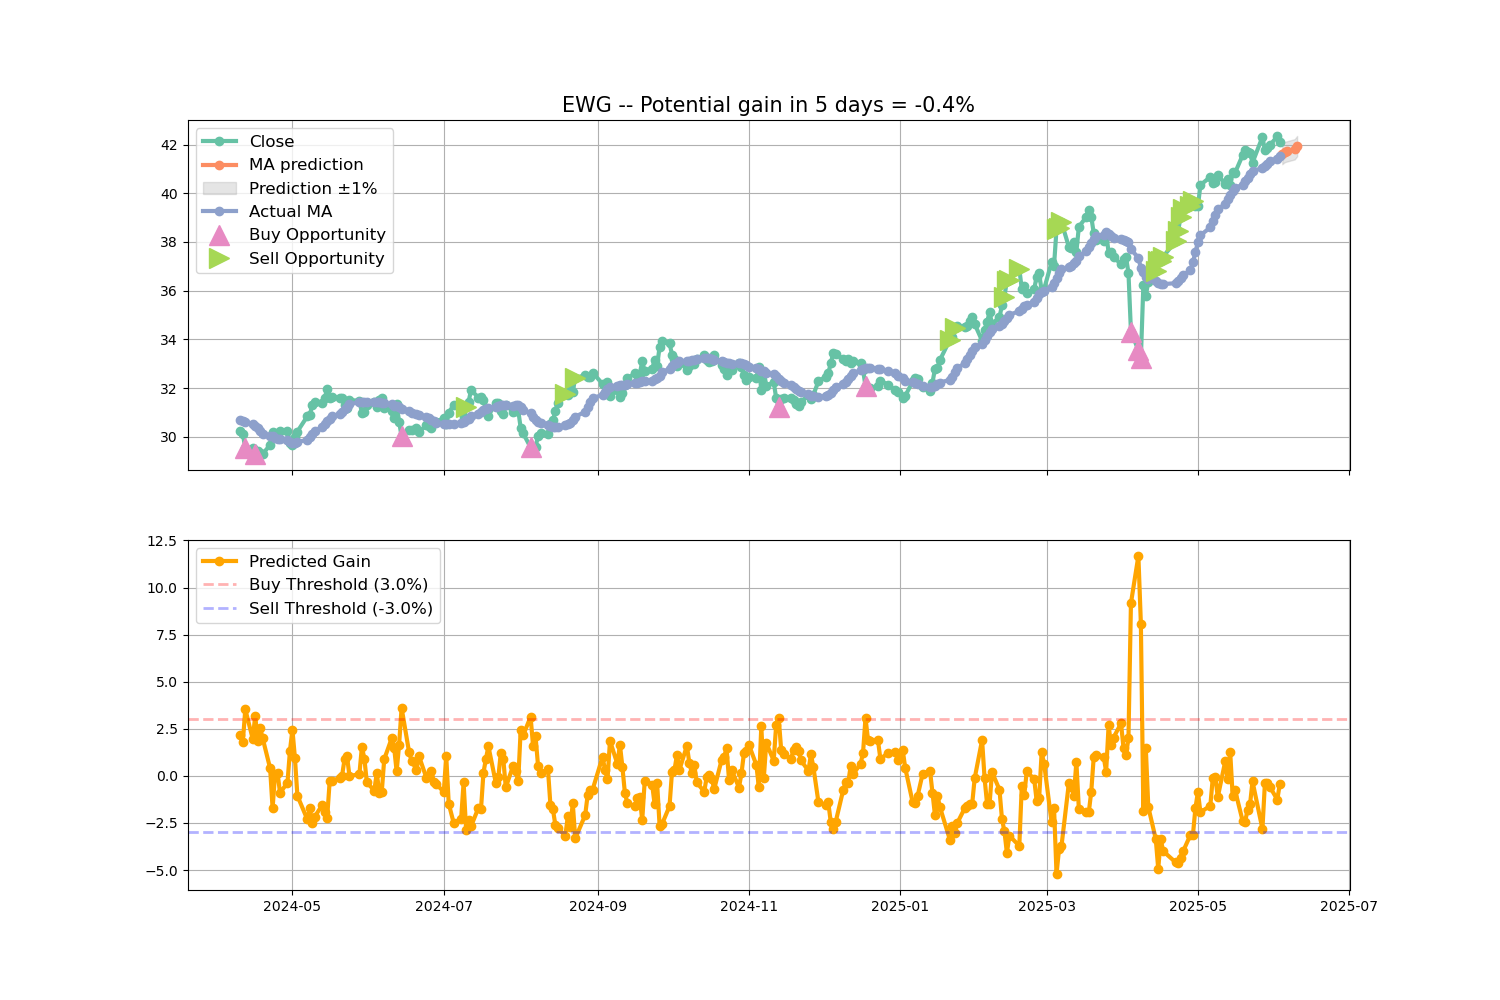 EWG -- Potential gain in 5 days = -0.4%
Close
MA prediction
Prediction ±1%
Actual MA
Buy Opportunity
Sell Opportunity
42
40
38
36
34
32
30
12.5
10.0
7.5
5.0
2.5
0.0
−2.5
−5.0
Predicted Gain
Buy Threshold (3.0%)
Sell Threshold (-3.0%)
2024-05
2024-07
2024-09
2024-11
2025-01
2025-03
2025-05
2025-07